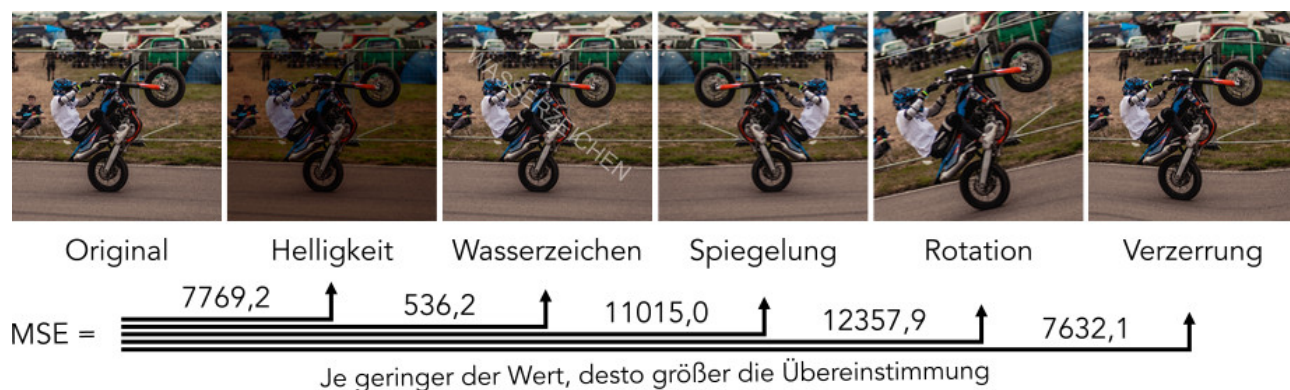 WASSERZEICHEN
Original Helligkeit Wasserzeichen Spiegelung Rotation Verzerrung
7769,2 536,2 11015,0 12357,9 7632,1
MSE =
Je geringer der Wert, desto größer die Übereinstimmung